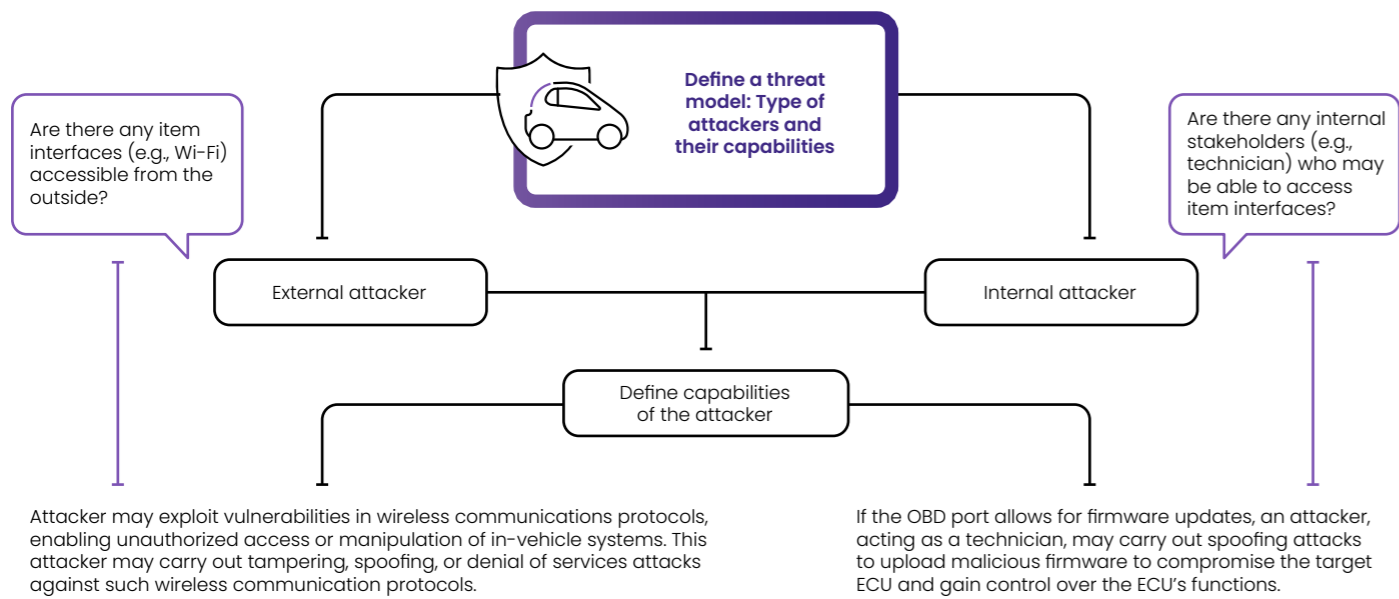 Define a threat
model: Type of
attackers and
their capabilities
Are there any item
interfaces (e.g., Wi-Fi)
accessible from the
outside?
Are there any internal
stakeholders (e.g.,
technician) who may
be able to access
item interfaces?
External attacker
Internal attacker
Define capabilities
of the attacker
Attacker may exploit vulnerabilities in wireless communications protocols,
enabling unauthorized access or manipulation of in-vehicle systems. This
attacker may carry out tampering, spoofing, or denial of services attacks
against such wireless communication protocols.
If the OBD port allows for firmware updates, an attacker,
acting as a technician, may carry out spoofing attacks
to upload malicious firmware to compromise the target
ECU and gain control over the ECU’s functions.